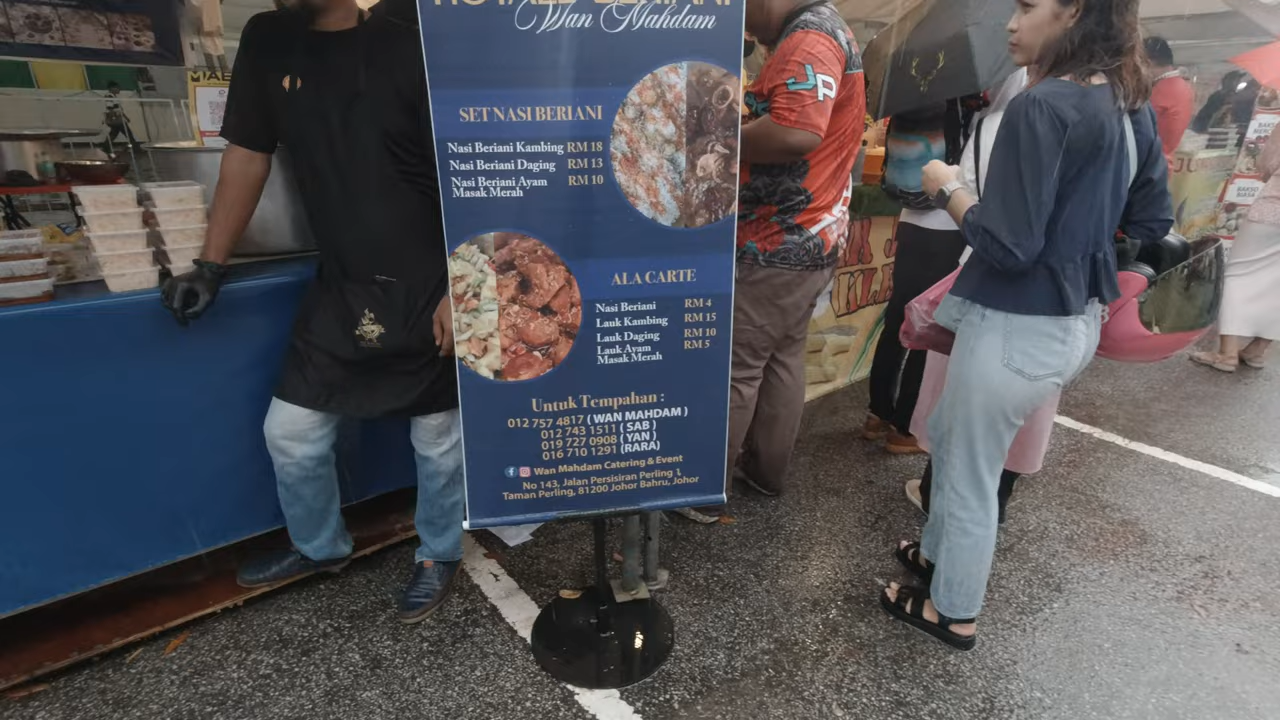 Wan Mahdam
SET NASI BERIANI
Nasi Beriani Kambing RM 18
Nasi Beriani Daging RM 13
Nasi Beriani Ayam RM 10
Masak Merah
ALA CARTE
Nasi Beriani RM 4
Lauk Kambing RM 15
Lauk Daging RM 10
Lauk Ayam RM 5
Masak Merah
Untuk Tempahan :
012 757 4817 ( WAN MAHDAM )
012 743 1511 ( SAB )
019 727 0908 ( YAN )
016 710 1291 (RARA)
Wan Mahdam Catering & Event
No 143, Jalan Persisiran Perling 1,
Taman Perling, 81200 Johor Bahru, Johor
JP
BAKSO